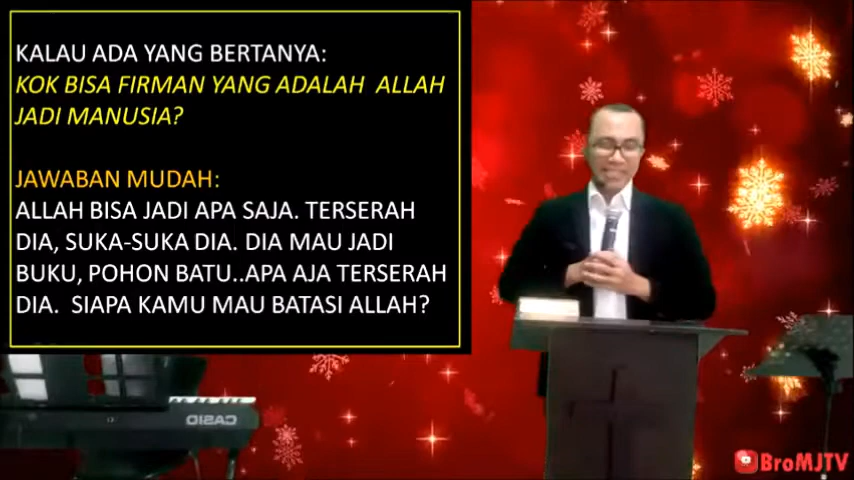 KALAU ADA YANG BERTANYA:
KOK BISA FIRMAN YANG ADALAH ALLAH
JADI MANUSIA?
JAWABAN MUDAH:
ALLAH BISA JADI APA SAJA. TERSERAH
DIA, SUKA-SUKA DIA. DIA MAU JADI
BUKU, POHON BATU..APA AJA TERSERAH
DIA. SIAPA KAMU MAU BATASI ALLAH?
CASIO
BroMJTV